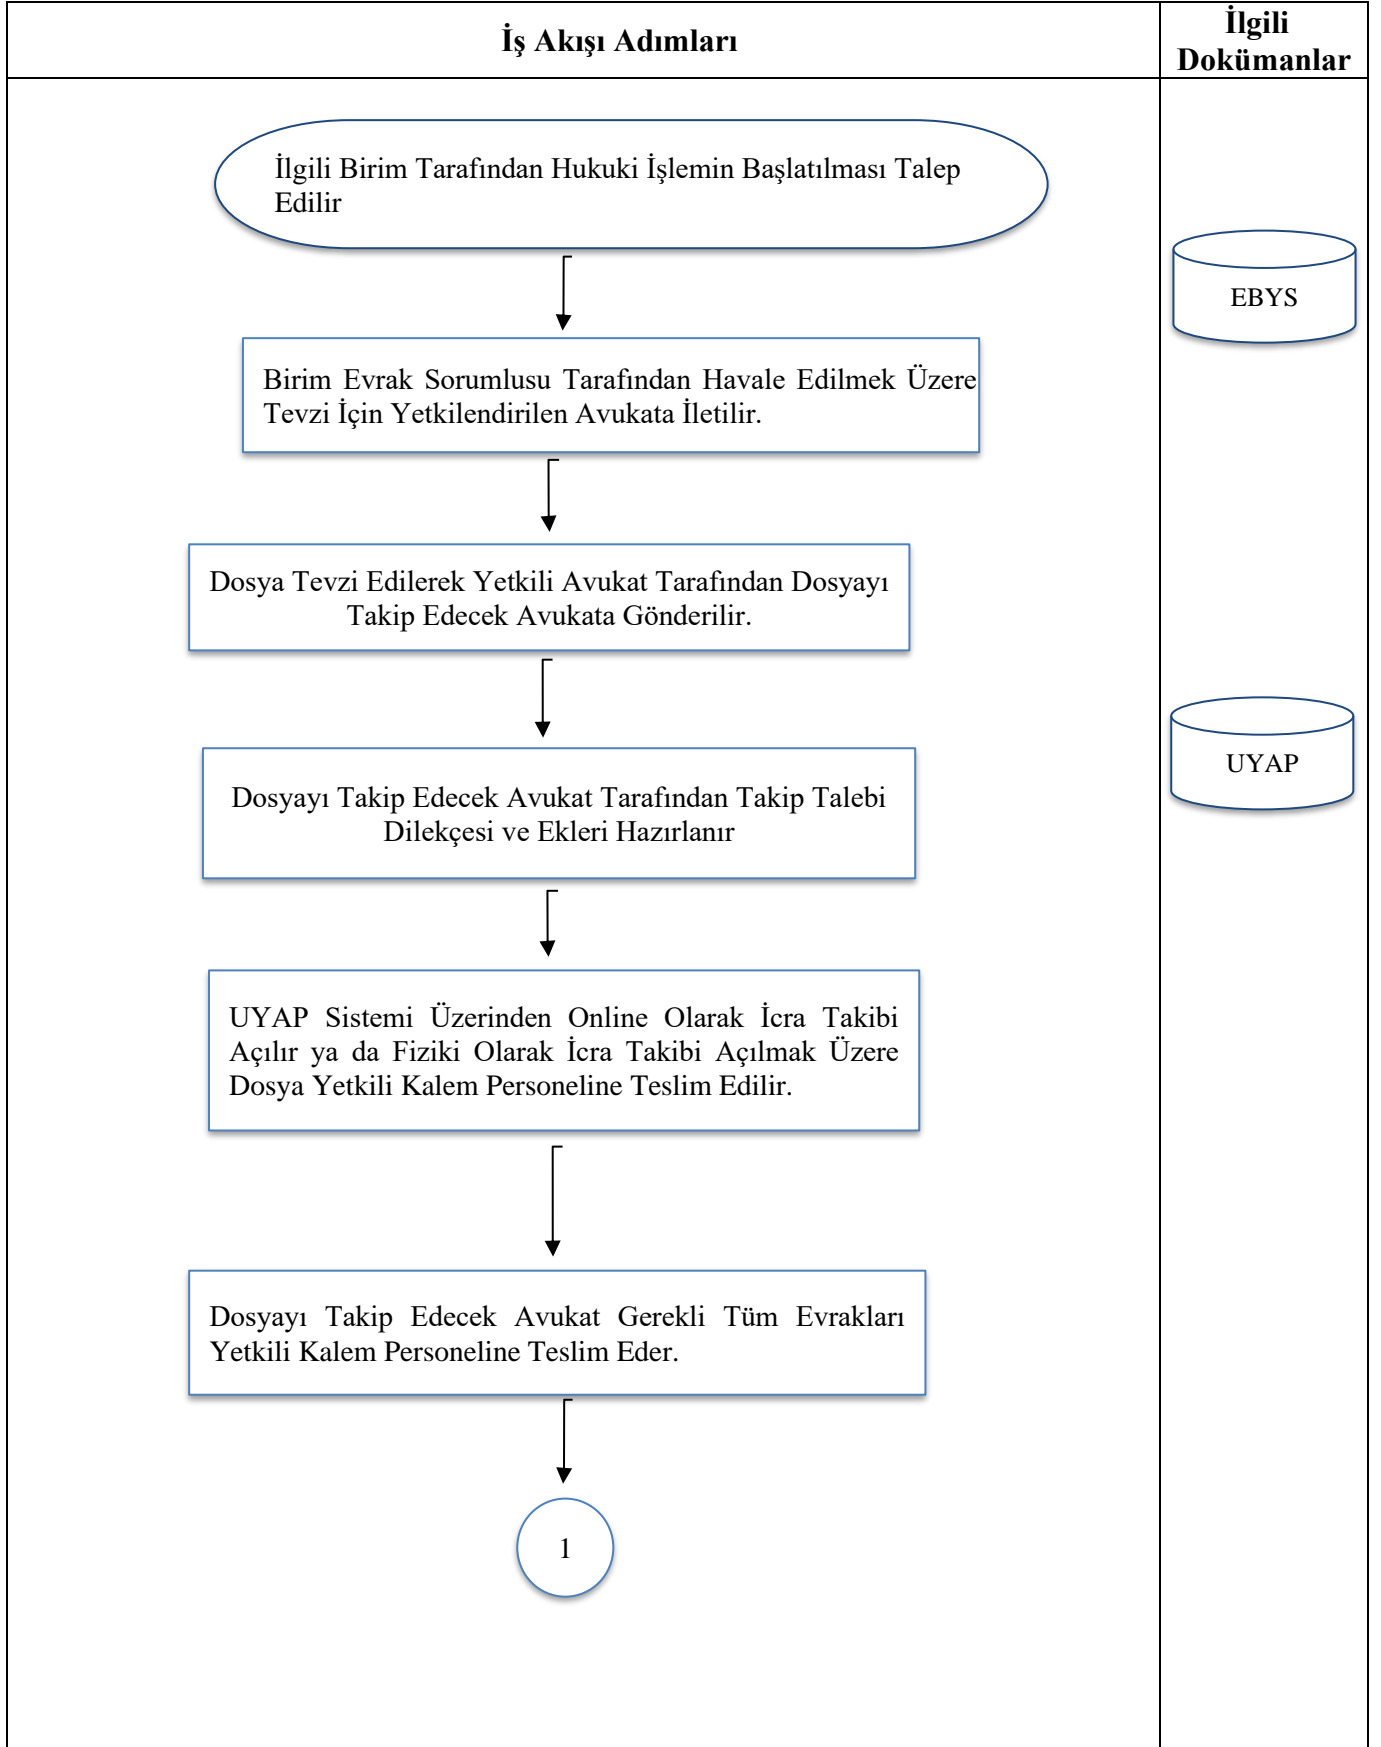 İş Akışı Adımları
İlgili
Dokümanlar
İlgili Birim Tarafından Hukuki İşlemin Başlatılması Talep
Edilir
EBYS
Birim Evrak Sorumlusu Tarafından Havale Edilmek Üzere
Tevzi İçin Yetkilendirilen Avukata İletilir.
Dosya Tevzi Edilerek Yetkili Avukat Tarafından Dosyayı
Takip Edecek Avukata Gönderilir.
UYAP
Dosyayı Takip Edecek Avukat Tarafından Takip Talebi
Dilekçesi ve Ekleri Hazırlanır
UYAP Sistemi Üzerinden Online Olarak İcra Takibi
Açılır ya da Fiziki Olarak İcra Takibi Açılmak Üzere
Dosya Yetkili Kalem Personeline Teslim Edilir.
Dosyayı Takip Edecek Avukat Gerekli Tüm Evrakları
Yetkili Kalem Personeline Teslim Eder.
1